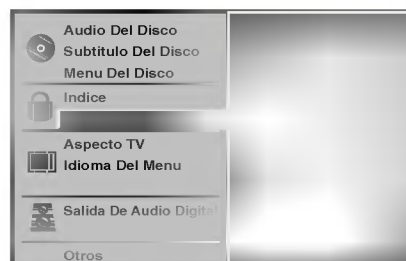 Audio Del Disco
Subtitulo Del Disco
Menu Del Disco
Indice
Aspecto TV
Idioma Del Menu
Salida De Audio Digital
Otros